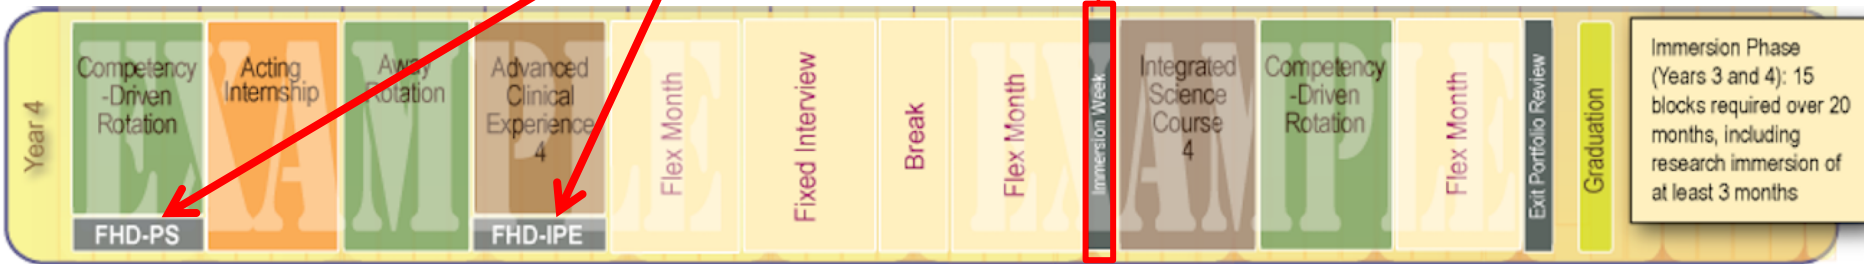 Year 4
Competency
-Driven
Rotation
FHD-PS
Acting
Internship
Away
Rotation
Advanced
Clinical
Experience
4
FHD-IPE
Flex Month
Fixed Interview
Break
Flex Month
Immersion Week
Integrated
Science
Course
4
Competency
-Driven
Rotation
Flex Month
Exit Portfolio Review
Graduation
Immersion Phase
(Years 3 and 4): 15
blocks required over 20
months, including
research immersion of
at least 3 months
EXAMPLE
EXAMPLE